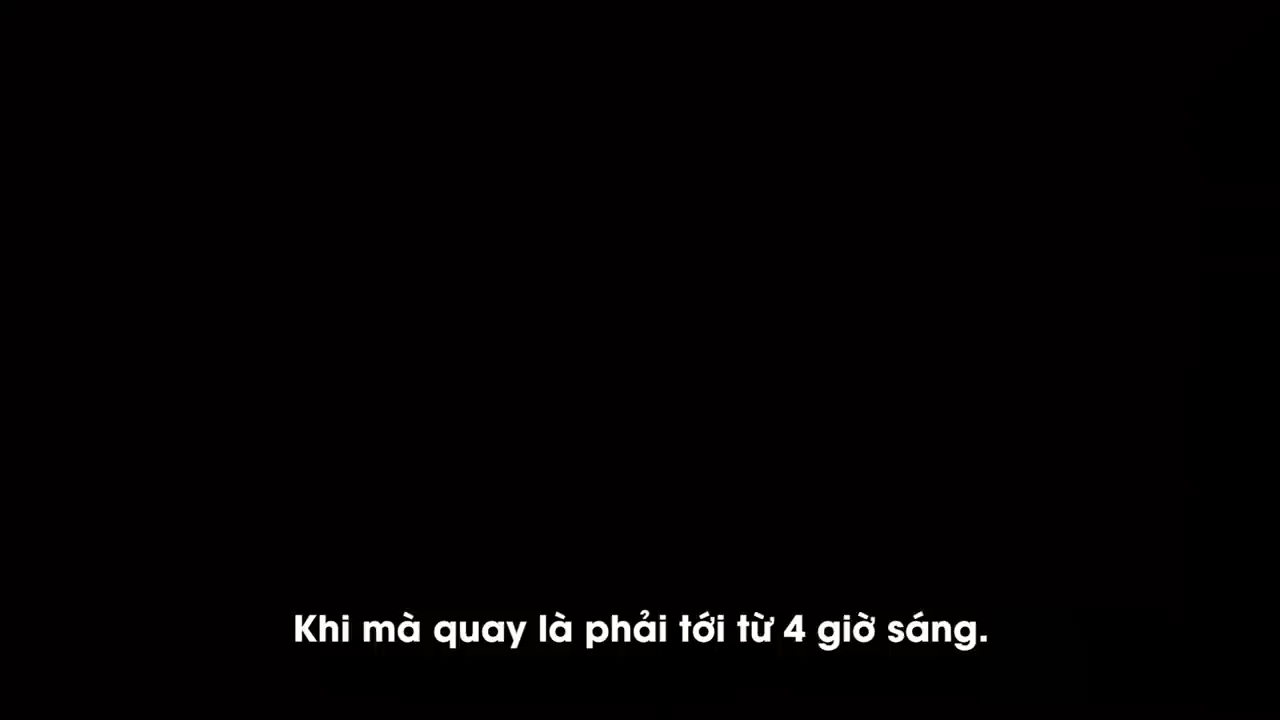 Khi mà quay là phải tới từ 4 giờ sáng.